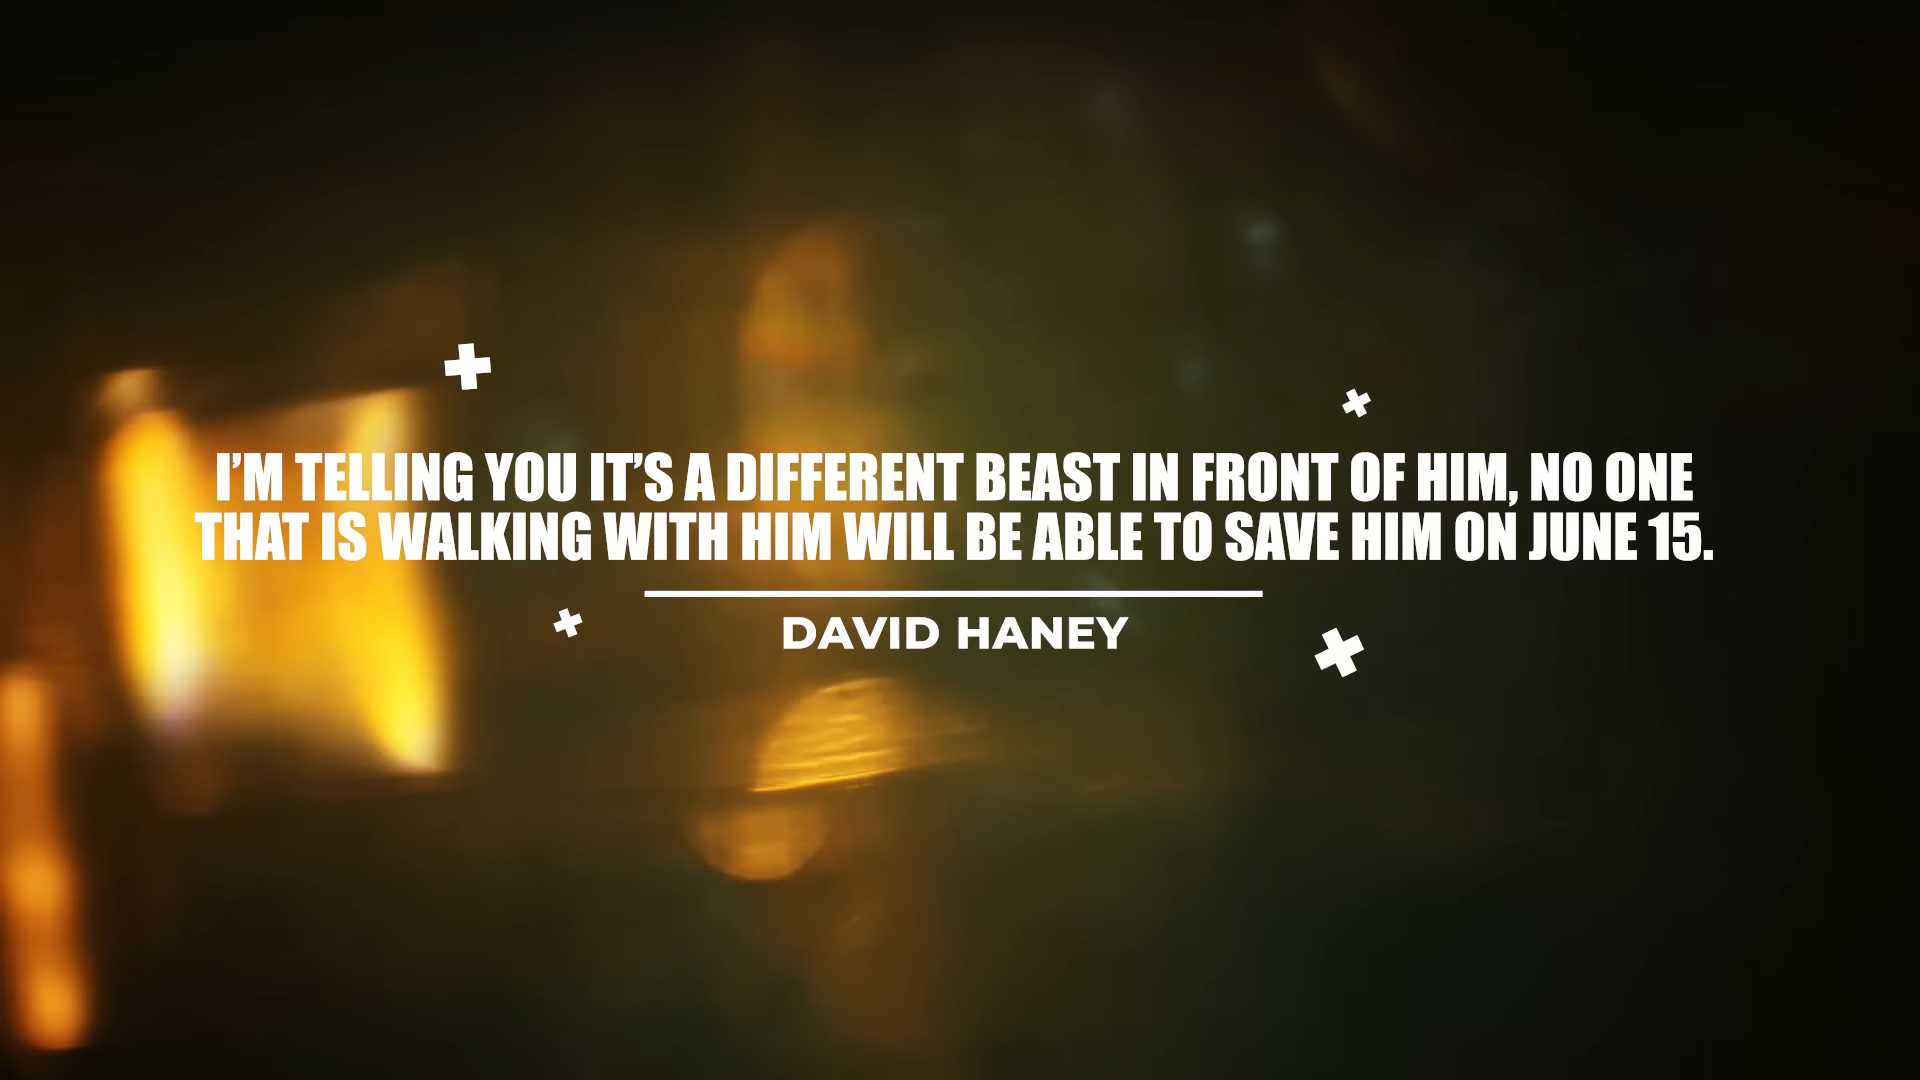 I’M TELLING YOU IT’S A DIFFERENT BEAST IN FRONT OF HIM, NO ONE
THAT IS WALKING WITH HIM WILL BE ABLE TO SAVE HIM ON JUNE 15.
DAVID HANEY